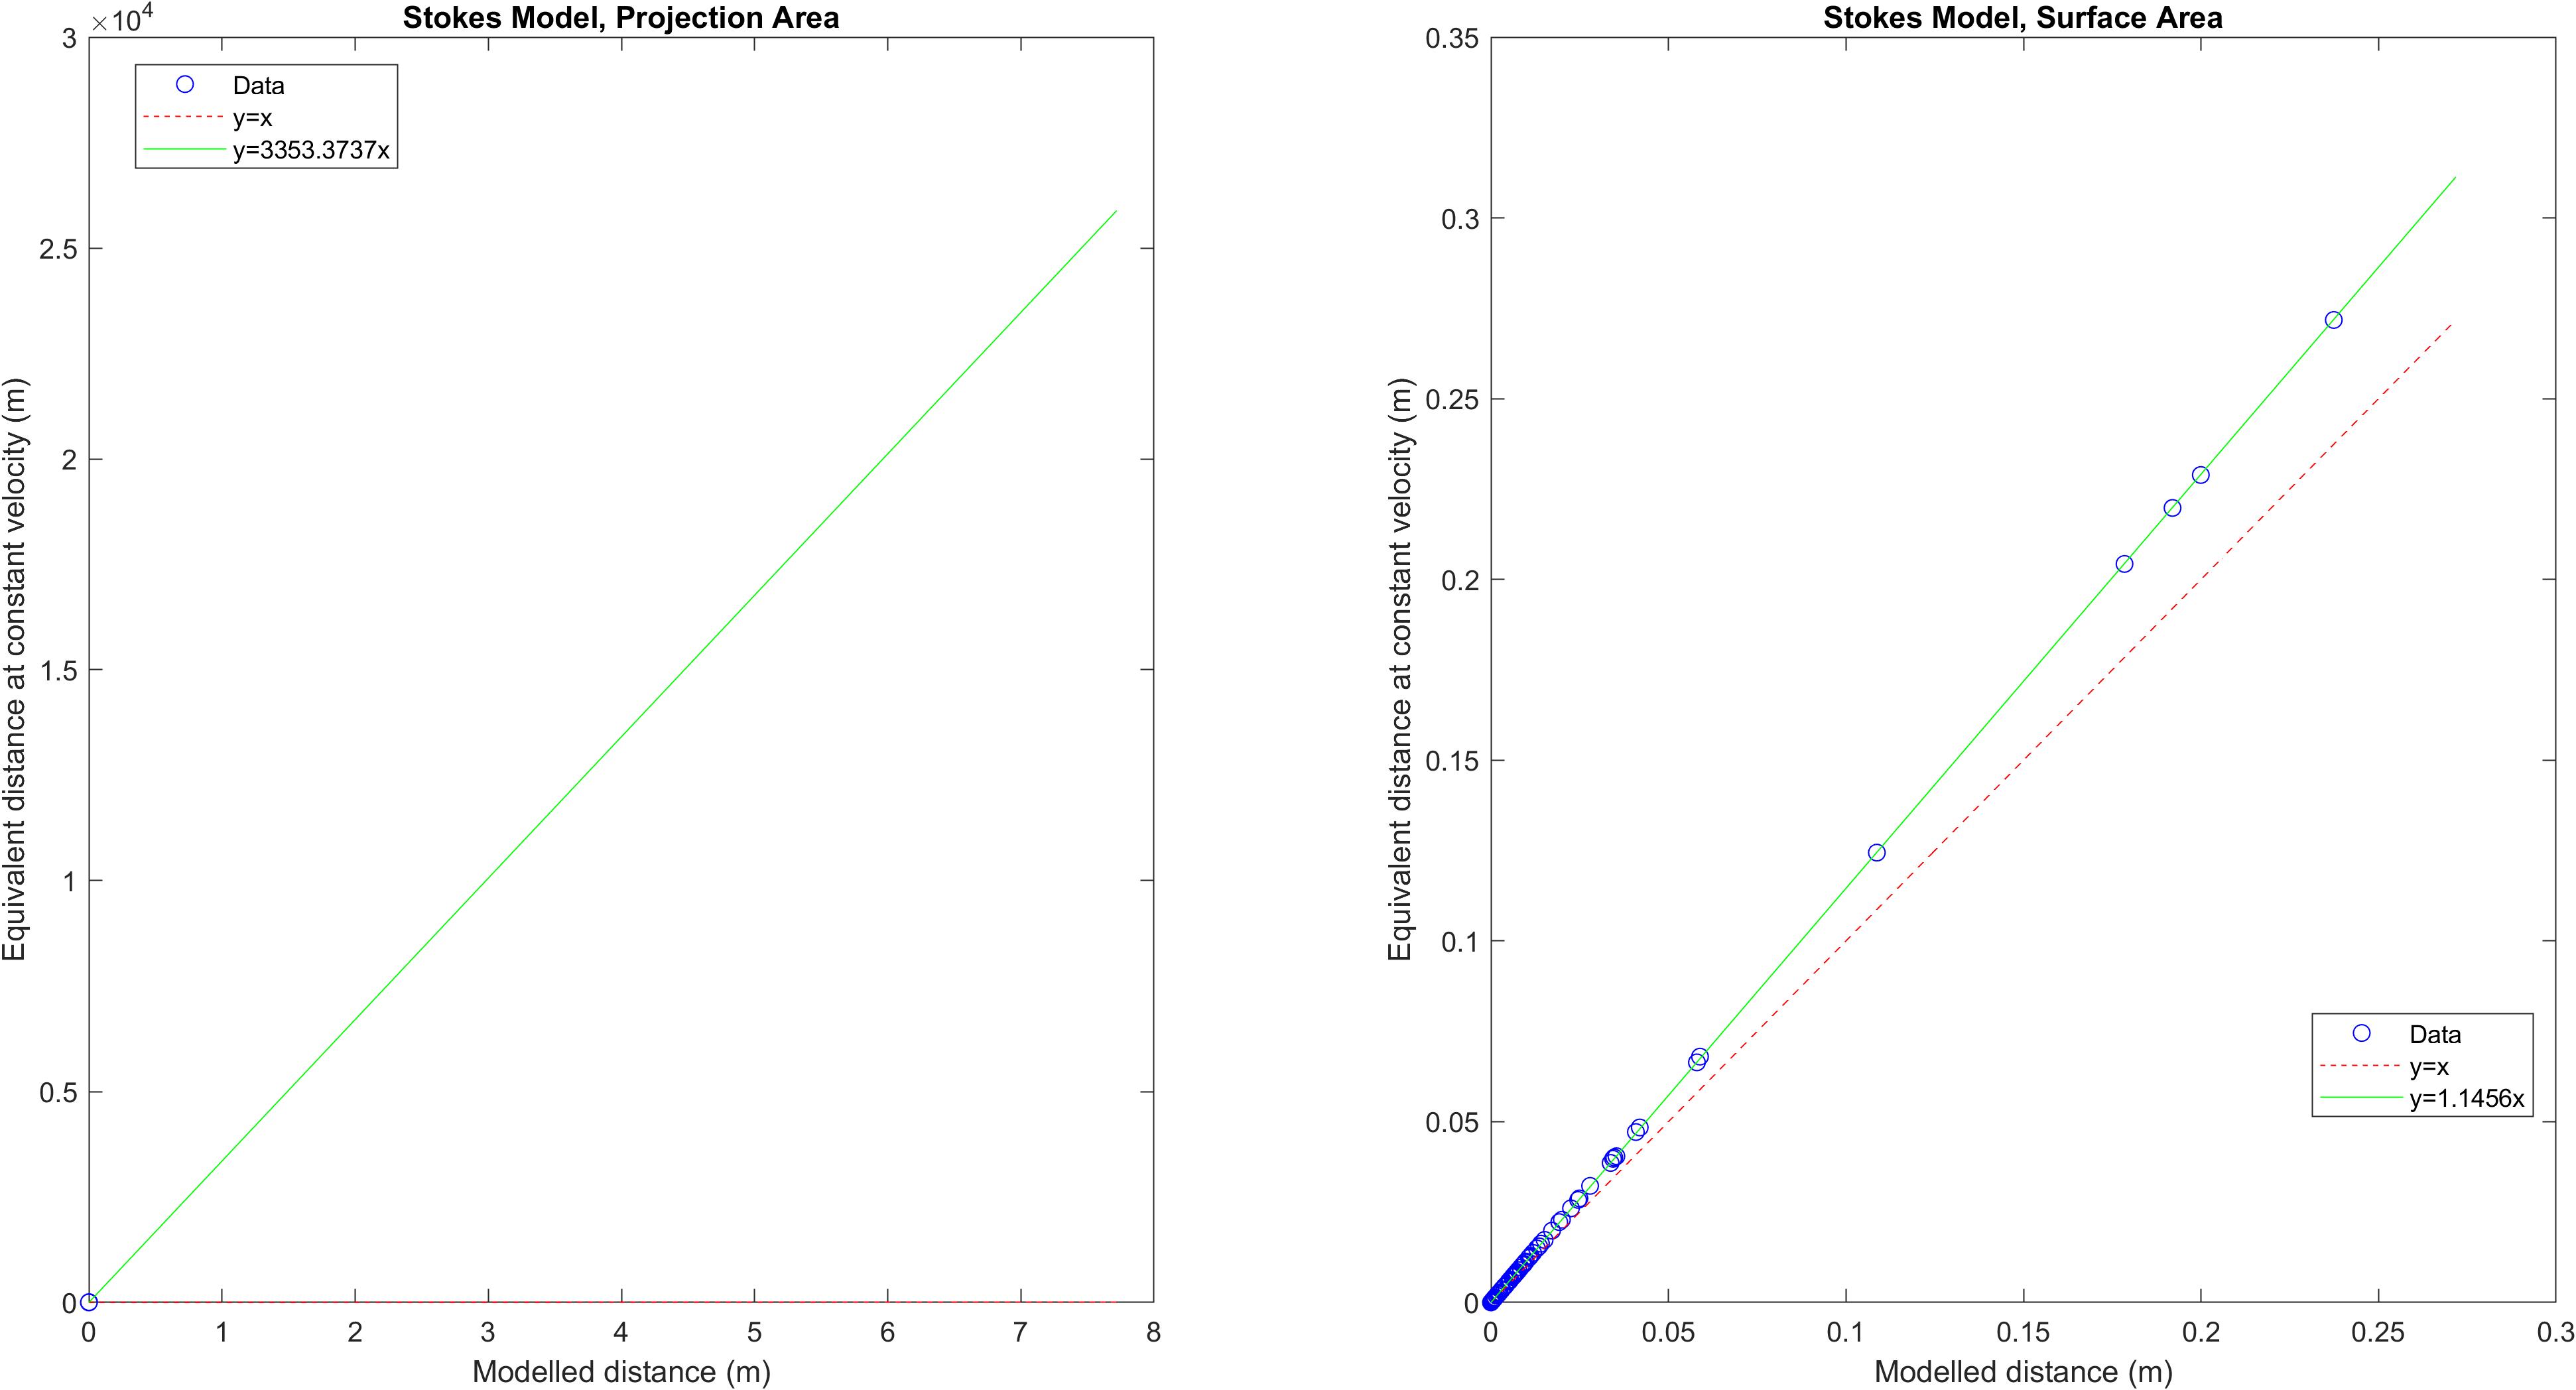 Stokes Model, Projection Area
×10⁴
3
2.5
2
1.5
1
0.5
0
0 1 2 3 4 5 6 7 8
Equivalent distance at constant velocity (m)
Modelled distance (m)
Data
y=x
y=3353.3737x
Stokes Model, Surface Area
0.35
0.3
0.25
0.2
0.15
0.1
0.05
0
0 0.05 0.1 0.15 0.2 0.25 0.3
Equivalent distance at constant velocity (m)
Modelled distance (m)
Data
y=x
y=1.1456x